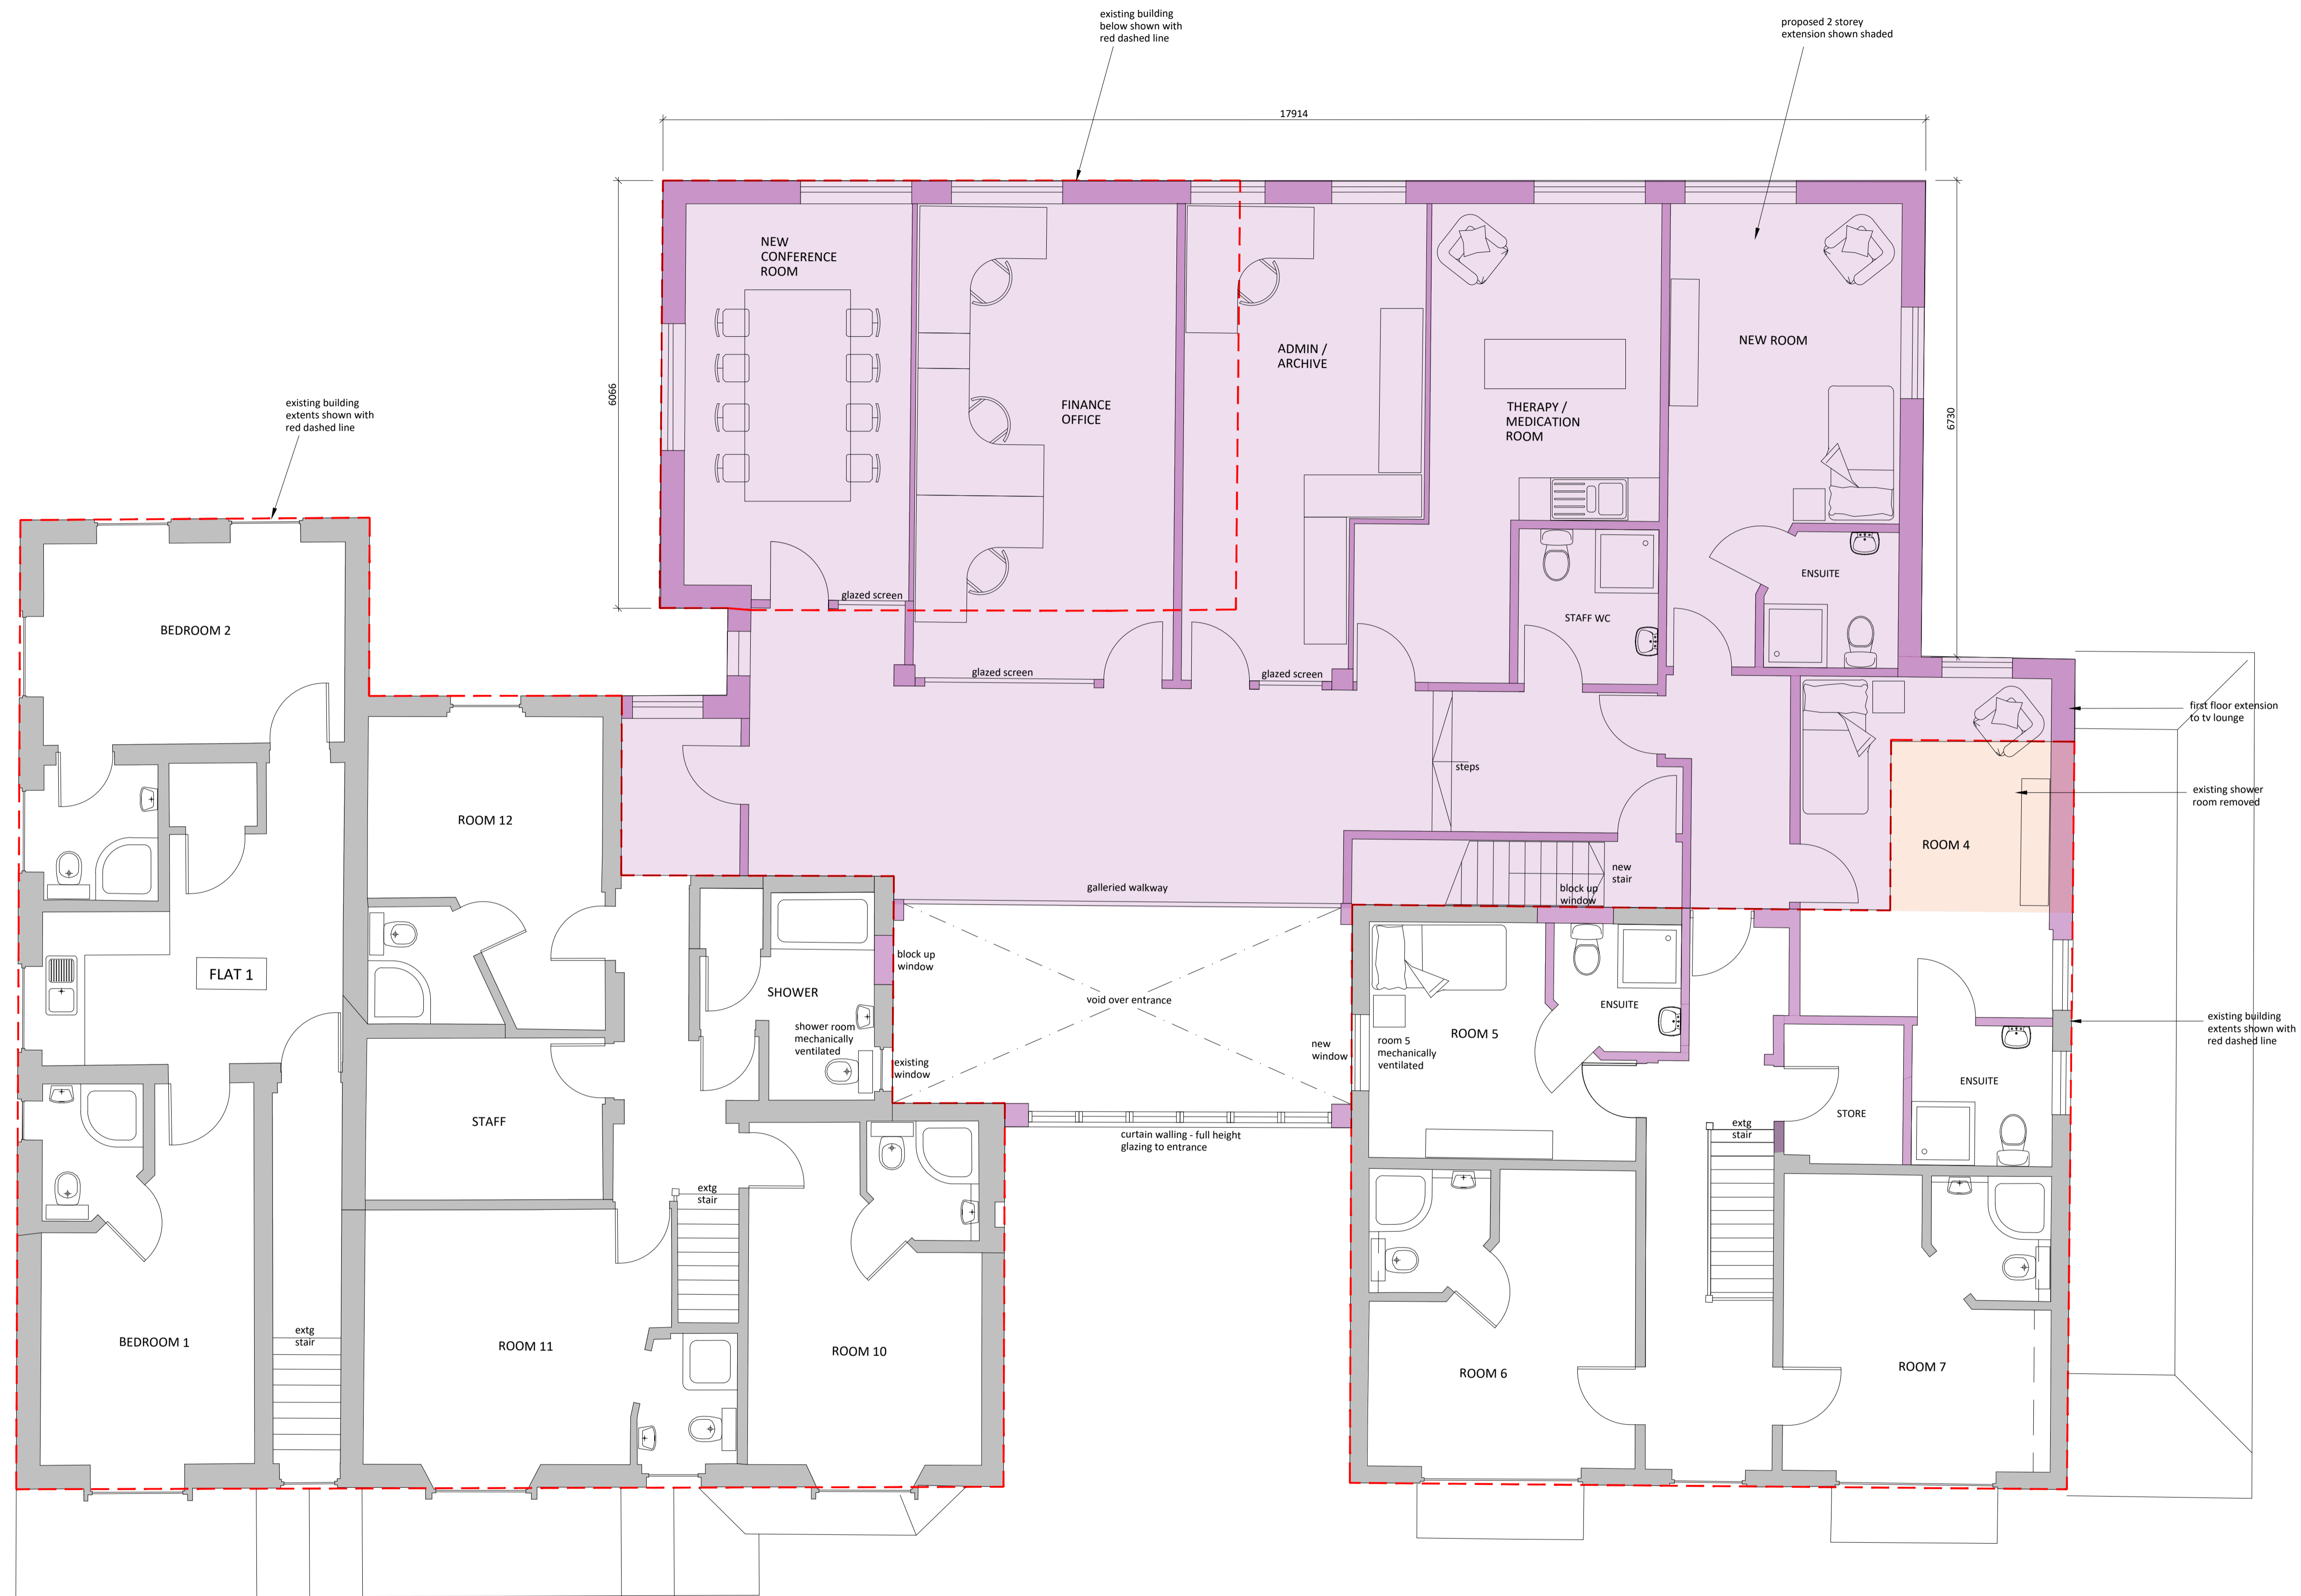 existing building
below shown with
red dashed line
proposed 2 storey
extension shown shaded
17914
6066
6730
NEW
CONFERENCE
ROOM
FINANCE
OFFICE
ADMIN /
ARCHIVE
THERAPY /
MEDICATION
ROOM
NEW ROOM
existing building
extents shown with
red dashed line
ENSUITE
glazed screen
STAFF WC
BEDROOM 2
glazed screen
glazed screen
first floor extension
to tv lounge
steps
existing shower
room removed
ROOM 12
ROOM 4
new
stair
galleried walkway
block up
window
block up
window
FLAT 1
SHOWER
void over entrance
ENSUITE
shower room
mechanically
ventilated
existing
window
new
window
room 5
mechanically
ventilated
ROOM 5
existing building
extents shown with
red dashed line
ENSUITE
STORE
STAFF
curtain walling - full height
glazing to entrance
extg
stair
extg
stair
extg
stair
BEDROOM 1
ROOM 11
ROOM 10
ROOM 6
ROOM 7